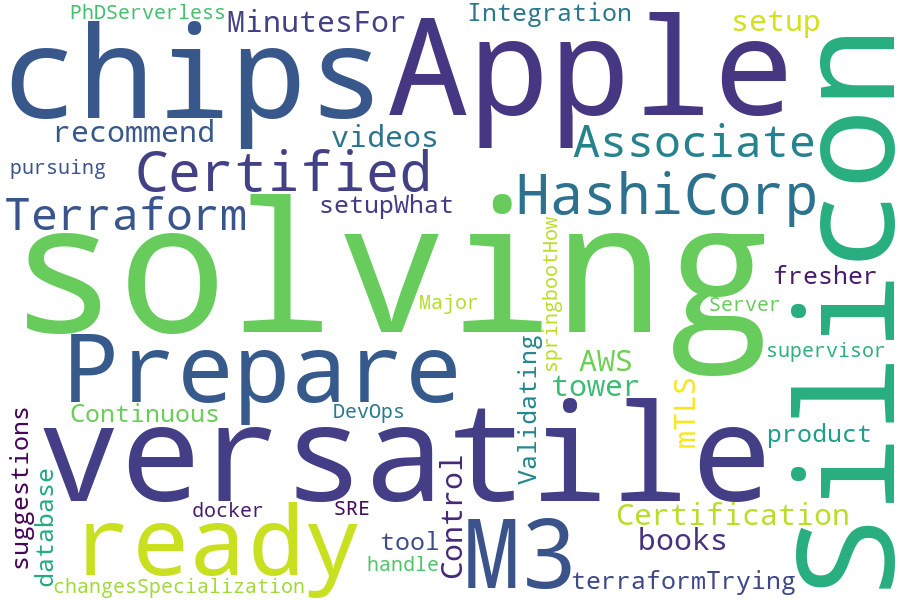 PhDServerless
MinutesFor
Integration
setup
chips
Apple
Silicon
recommend
videos
Associate
pursuing
Certified
HashiCorp
Terraform
setupWhat
solving
springbootHow
fresher
Major
Server
Prepare
Validating
AWS
supervisor
tower
mTLS
Continuous
DevOps
product
suggestions
versatile
database
Control
docker
SRE
ready
M3
Certification
tool
books
handle
changesSpecialization
terraformTrying